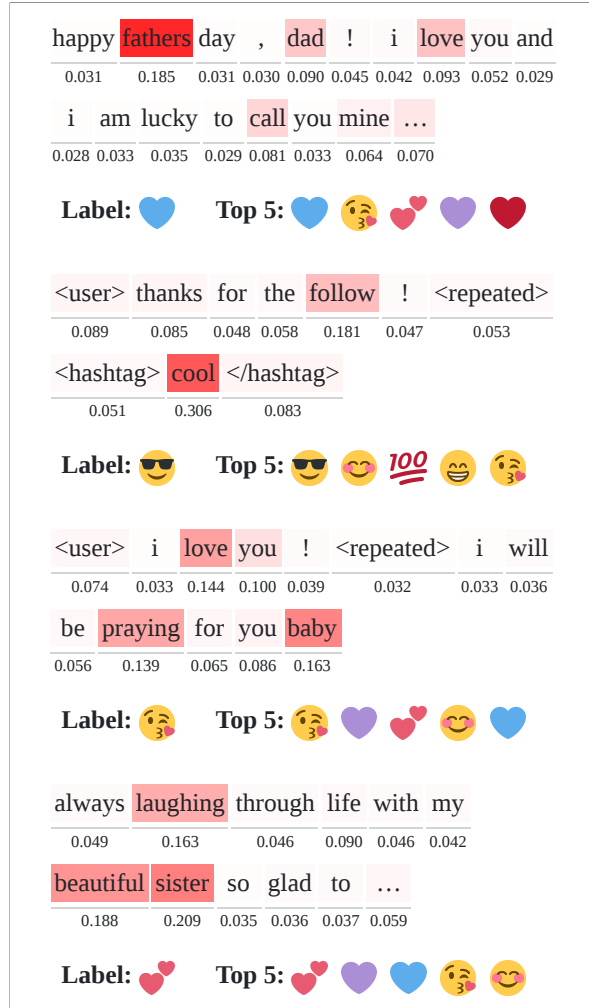 happy fathers day , dad ! i love you and
0.031 0.185 0.031 0.030 0.090 0.045 0.042 0.093 0.052 0.029
i am lucky to call you mine …
0.028 0.033 0.035 0.029 0.081 0.033 0.064 0.070
Label: 💙 Top 5: 💙 😘 💕 💜 ❤
<user> thanks for the follow ! <repeated>
0.089 0.085 0.048 0.058 0.181 0.047 0.053
<hashtag> cool </hashtag>
0.051 0.306 0.083
Label: 😎 Top 5: 😎 😊 💯 😁 😘
<user> i love you ! <repeated> i will
0.074 0.033 0.144 0.100 0.039 0.032 0.033 0.036
be praying for you baby
0.056 0.139 0.065 0.086 0.163
Label: 😘 Top 5: 😘 💜 💕 😊 💙
always laughing through life with my
0.049 0.163 0.046 0.090 0.046 0.042
beautiful sister so glad to …
0.188 0.209 0.035 0.036 0.037 0.059
Label: 💕 Top 5: 💕 💜 💙 😘 😊